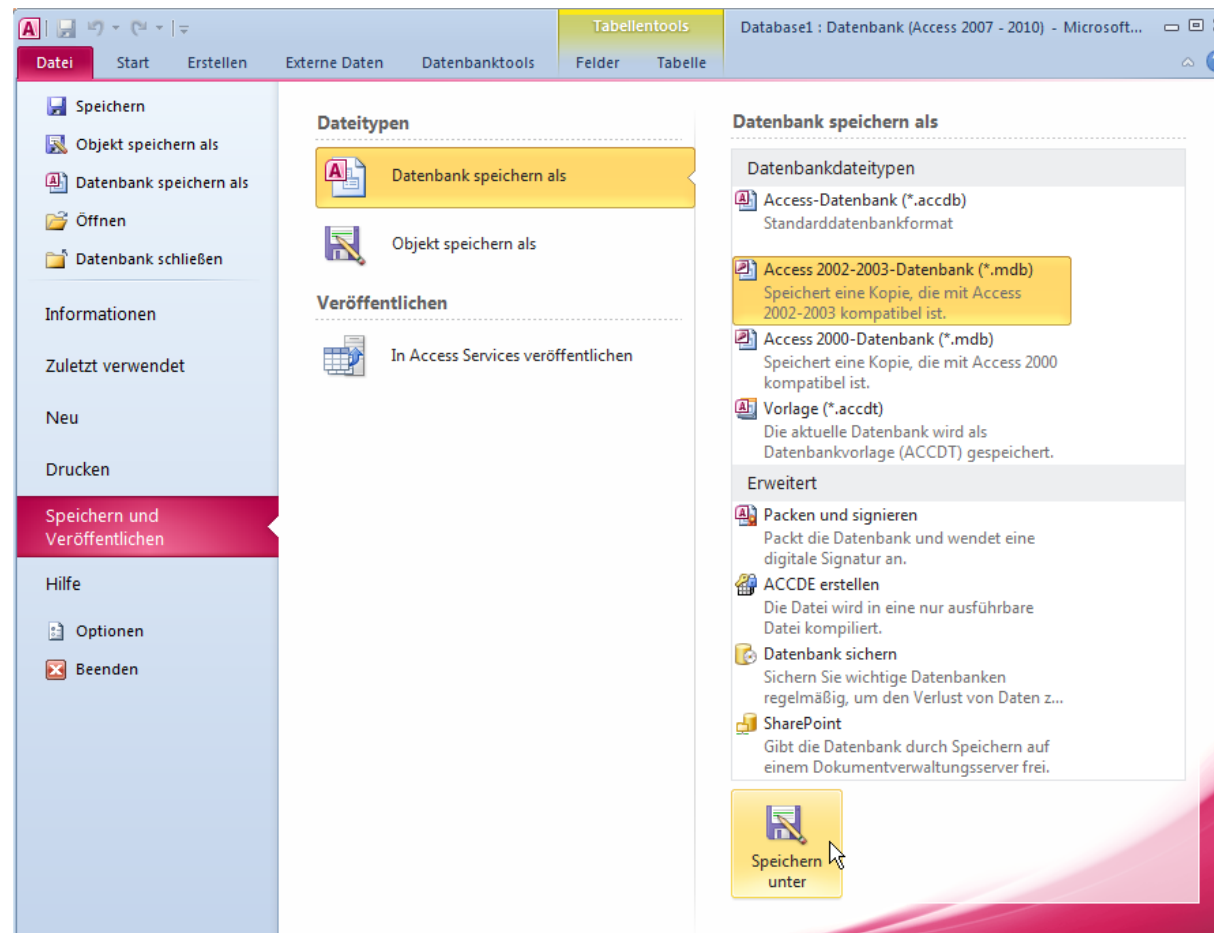 Tabellentools
Database1 : Datenbank (Access 2007 - 2010) - Microsoft...
Datei Start Erstellen Externe Daten Datenbanktools Felder Tabelle
Speichern
Objekt speichern als
Datenbank speichern als
Öffnen
Datenbank schließen
Informationen
Zuletzt verwendet
Neu
Drucken
Speichern und
Veröffentlichen
Hilfe
Optionen
Beenden
Dateitypen
Datenbank speichern als
Objekt speichern als
Veröffentlichen
In Access Services veröffentlichen
Datenbank speichern als
Datenbankdateitypen
Access-Datenbank (*.accdb)
Standarddatenbankformat
Access 2002-2003-Datenbank (*.mdb)
Speichert eine Kopie, die mit Access
2002-2003 kompatibel ist.
Access 2000-Datenbank (*.mdb)
Speichert eine Kopie, die mit Access 2000
kompatibel ist.
Vorlage (*.accdt)
Die aktuelle Datenbank wird als
Datenbankvorlage (ACCDT) gespeichert.
Erweitert
Packen und signieren
Packt die Datenbank und wendet eine
digitale Signatur an.
ACCDE erstellen
Die Datei wird in eine nur ausführbare
Datei kompiliert.
Datenbank sichern
Sichern Sie wichtige Datenbanken
regelmäßig, um den Verlust von Daten z...
SharePoint
Gibt die Datenbank durch Speichern auf
einem Dokumentverwaltungsserver frei.
Speichern
unter